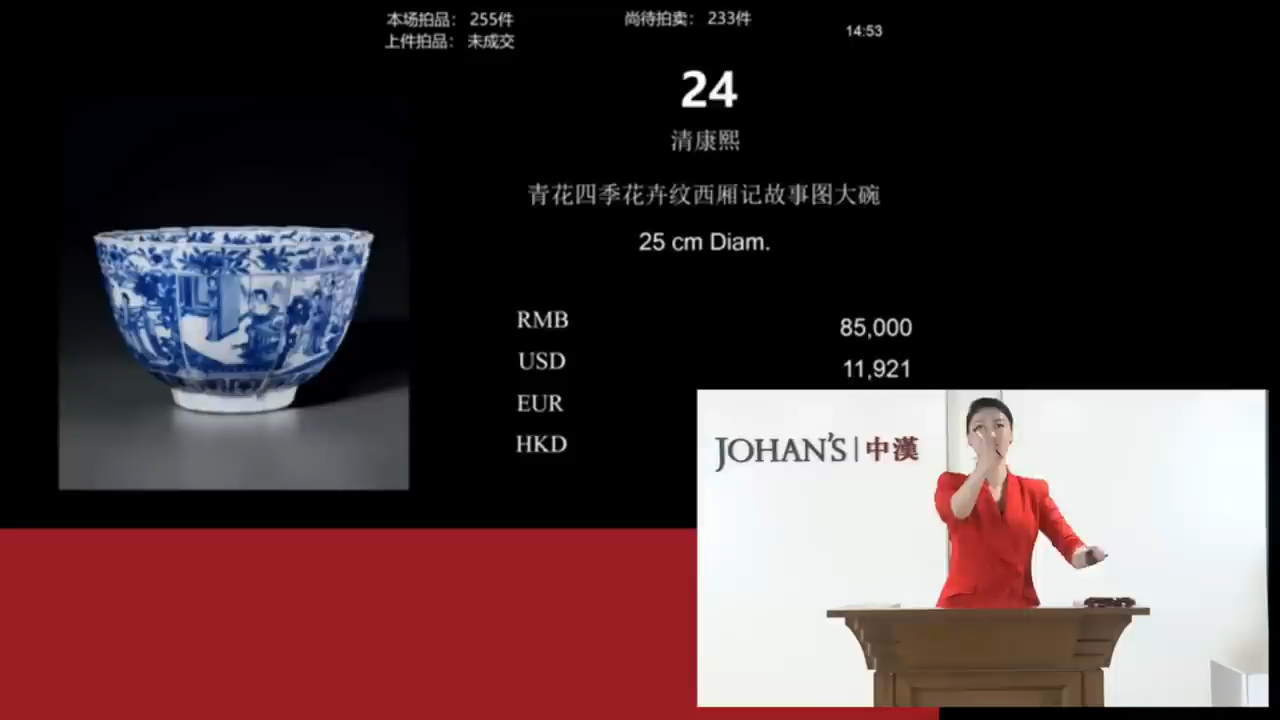 本场拍品: 255件
尚待拍卖: 233件
上件拍品: 未成交
14:53
24
清康熙
青花四季花卉纹西厢记故事图大碗
25 cm Diam.
RMB 85,000
USD 11,921
EUR
HKD
JOHAN'S|中漢